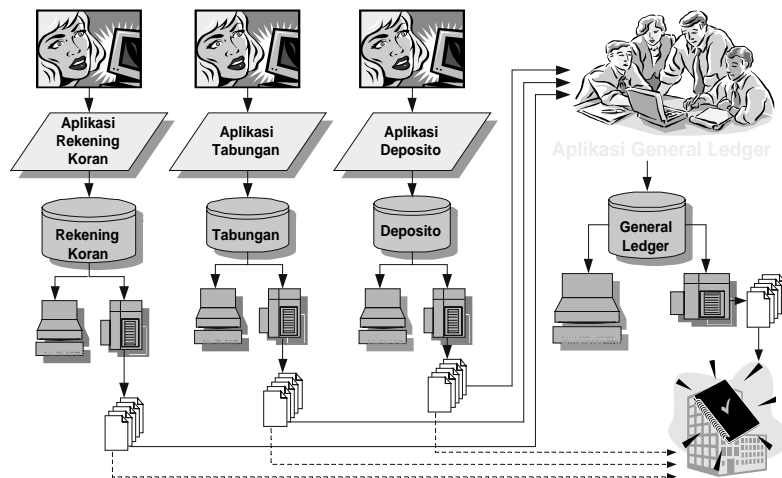 Aplikasi
Rekening
Koran
Aplikasi
Tabungan
Aplikasi
Deposito
Aplikasi General Ledger
Rekening
Koran
Tabungan
Deposito
General
Ledger